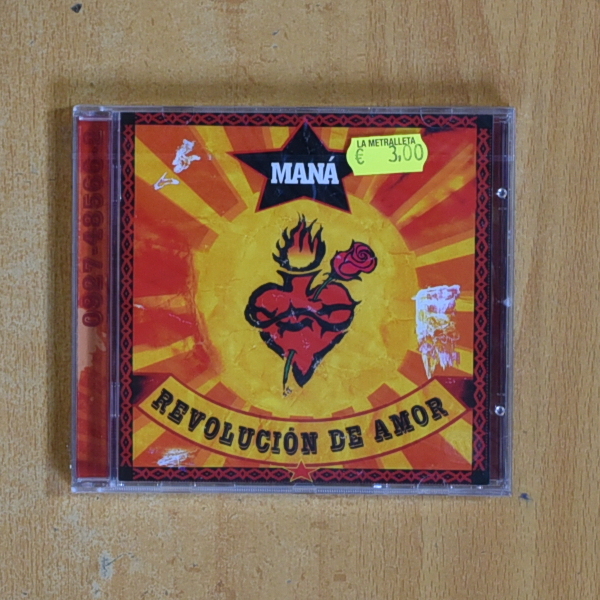 LA METRALLETA
€ 3.00
MANÁ
REVOLUCIÓN DE AMOR